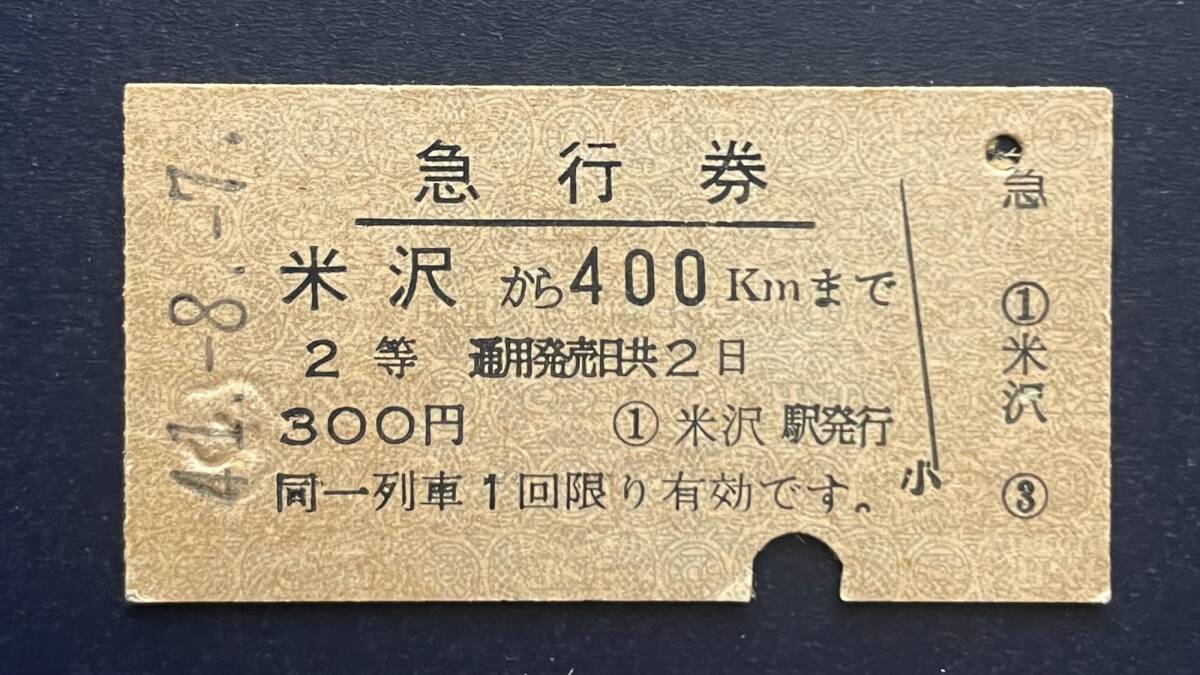 急行券
米沢から400Kmまで
2等 通用発売日共2日
300円 ①米沢駅発行
同一列車1回限り有効です。
小
急 ①米沢 ③
41.-8.-7.